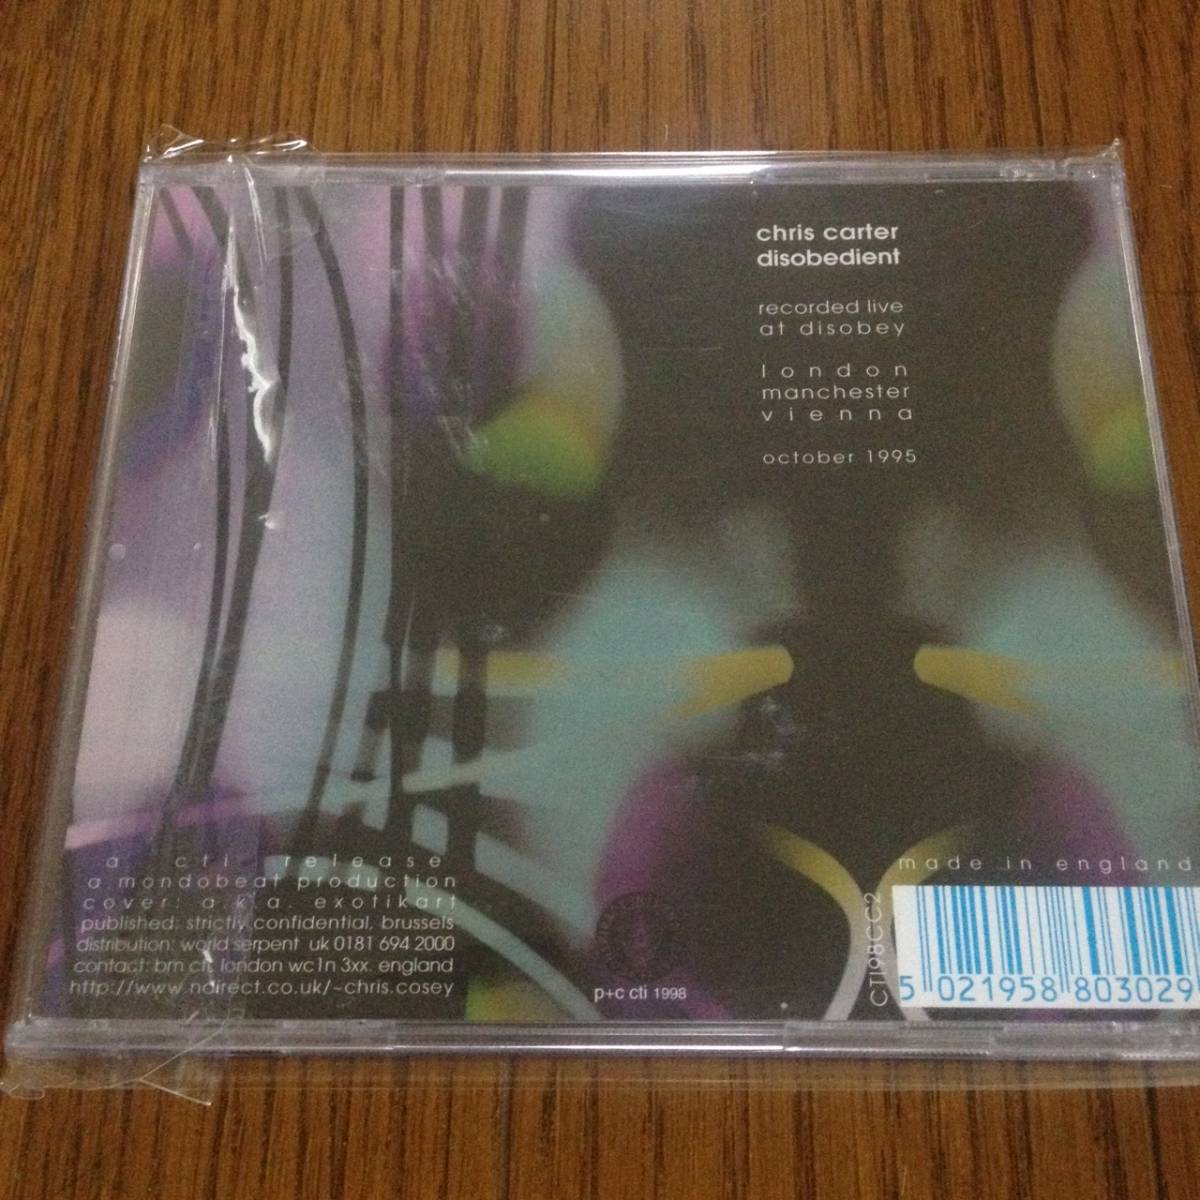 chris carter
disobedient
recorded live
at disobey
london
manchester
vienna
october 1995
a cti release
a mondobeat production
cover: a.k.a. exotikart
published: strictly confidential, brussels
distribution: world serpent uk 0181 694 2000
contact: bm cti, london wc1n 3xx. england
http://www.ndirect.co.uk/~chris.cosey
p+c cti 1998
made in england
CTI98CC2
5 021958 803029